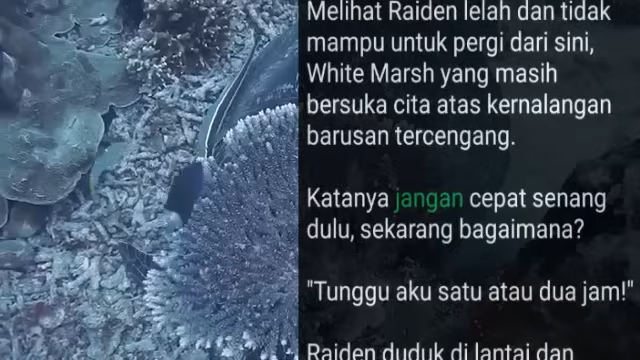 Melihat Raiden lelah dan tidak
mampu untuk pergi dari sini,
White Marsh yang masih
bersuka cita atas kernalangan
barusan tercengang.
Katanya jangan cepat senang
dulu, sekarang bagaimana?
"Tunggu aku satu atau dua jam!"
Raiden duduk di lantai dan